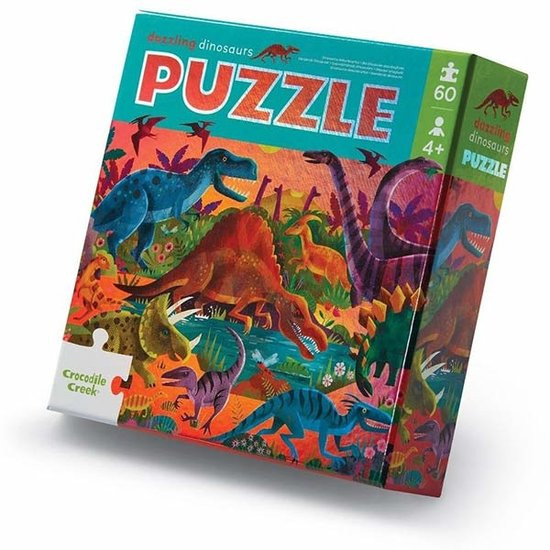 dazzling dinosaurs
PUZZLE
60
4+
Crocodile
Creek®
dazzling
dinosaurs
PUZZLE